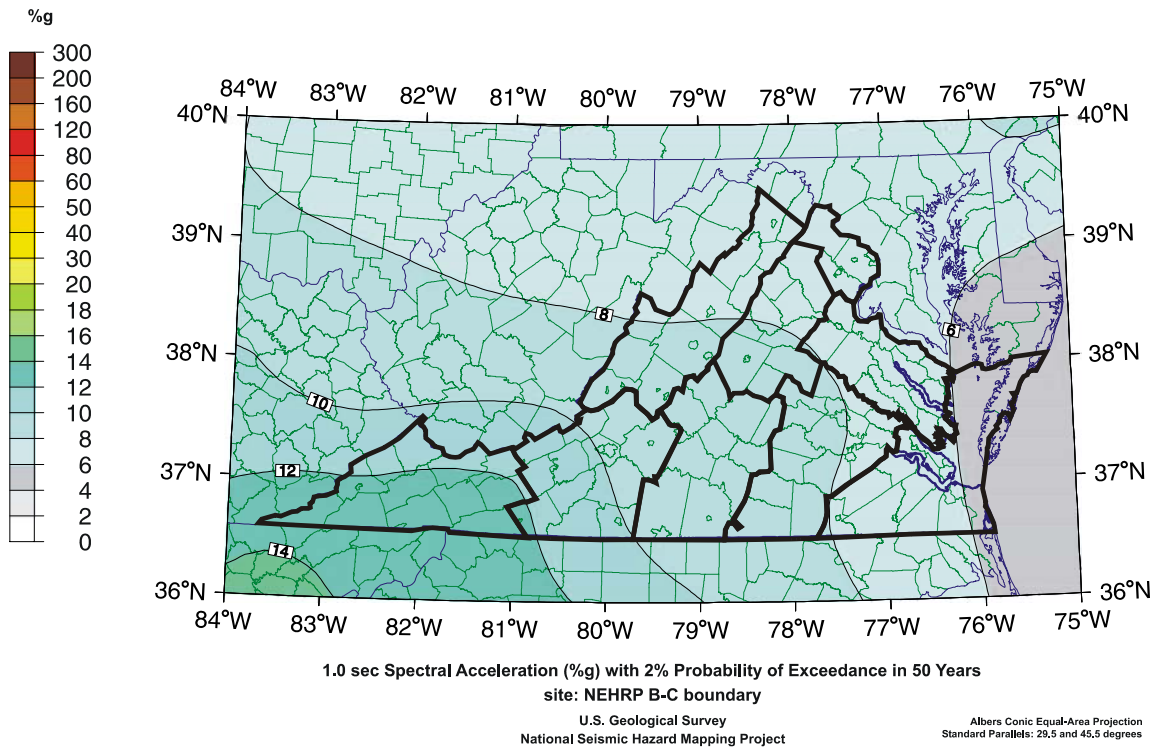 %g
300
200
160
120
80
60
50
40
30
20
18
16
14
12
10
8
6
4
2
0
84°W 83°W 82°W 81°W 80°W 79°W 78°W 77°W 76°W 75°W
40°N 40°N
39°N 39°N
8
6
38°N 38°N
10
12
37°N 37°N
14
36°N 36°N
84°W 83°W 82°W 81°W 80°W 79°W 78°W 77°W 76°W 75°W
1.0 sec Spectral Acceleration (%g) with 2% Probability of Exceedance in 50 Years
site: NEHRP B-C boundary
U.S. Geological Survey
National Seismic Hazard Mapping Project
Albers Conic Equal-Area Projection
Standard Parallels: 29.5 and 45.5 degrees